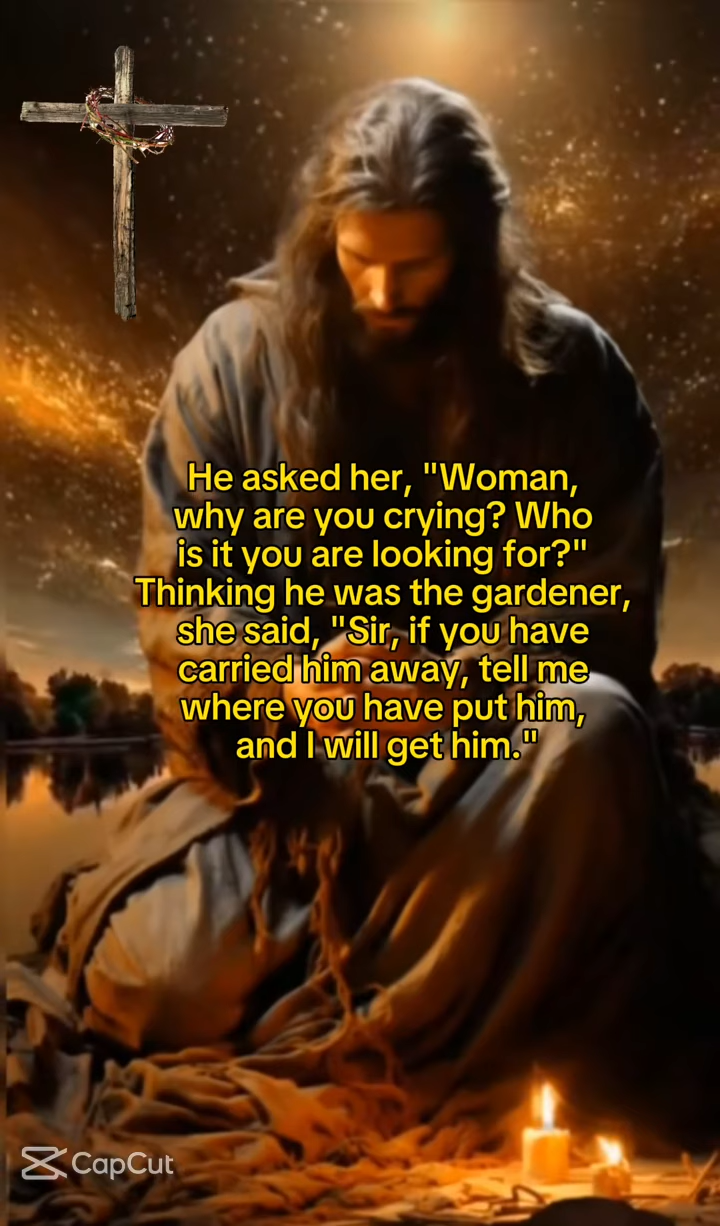 He asked her, "Woman,
why are you crying? Who
is it you are looking for?"
Thinking he was the gardener,
she said, "Sir, if you have
carried him away, tell me
where you have put him,
and I will get him."
CapCut